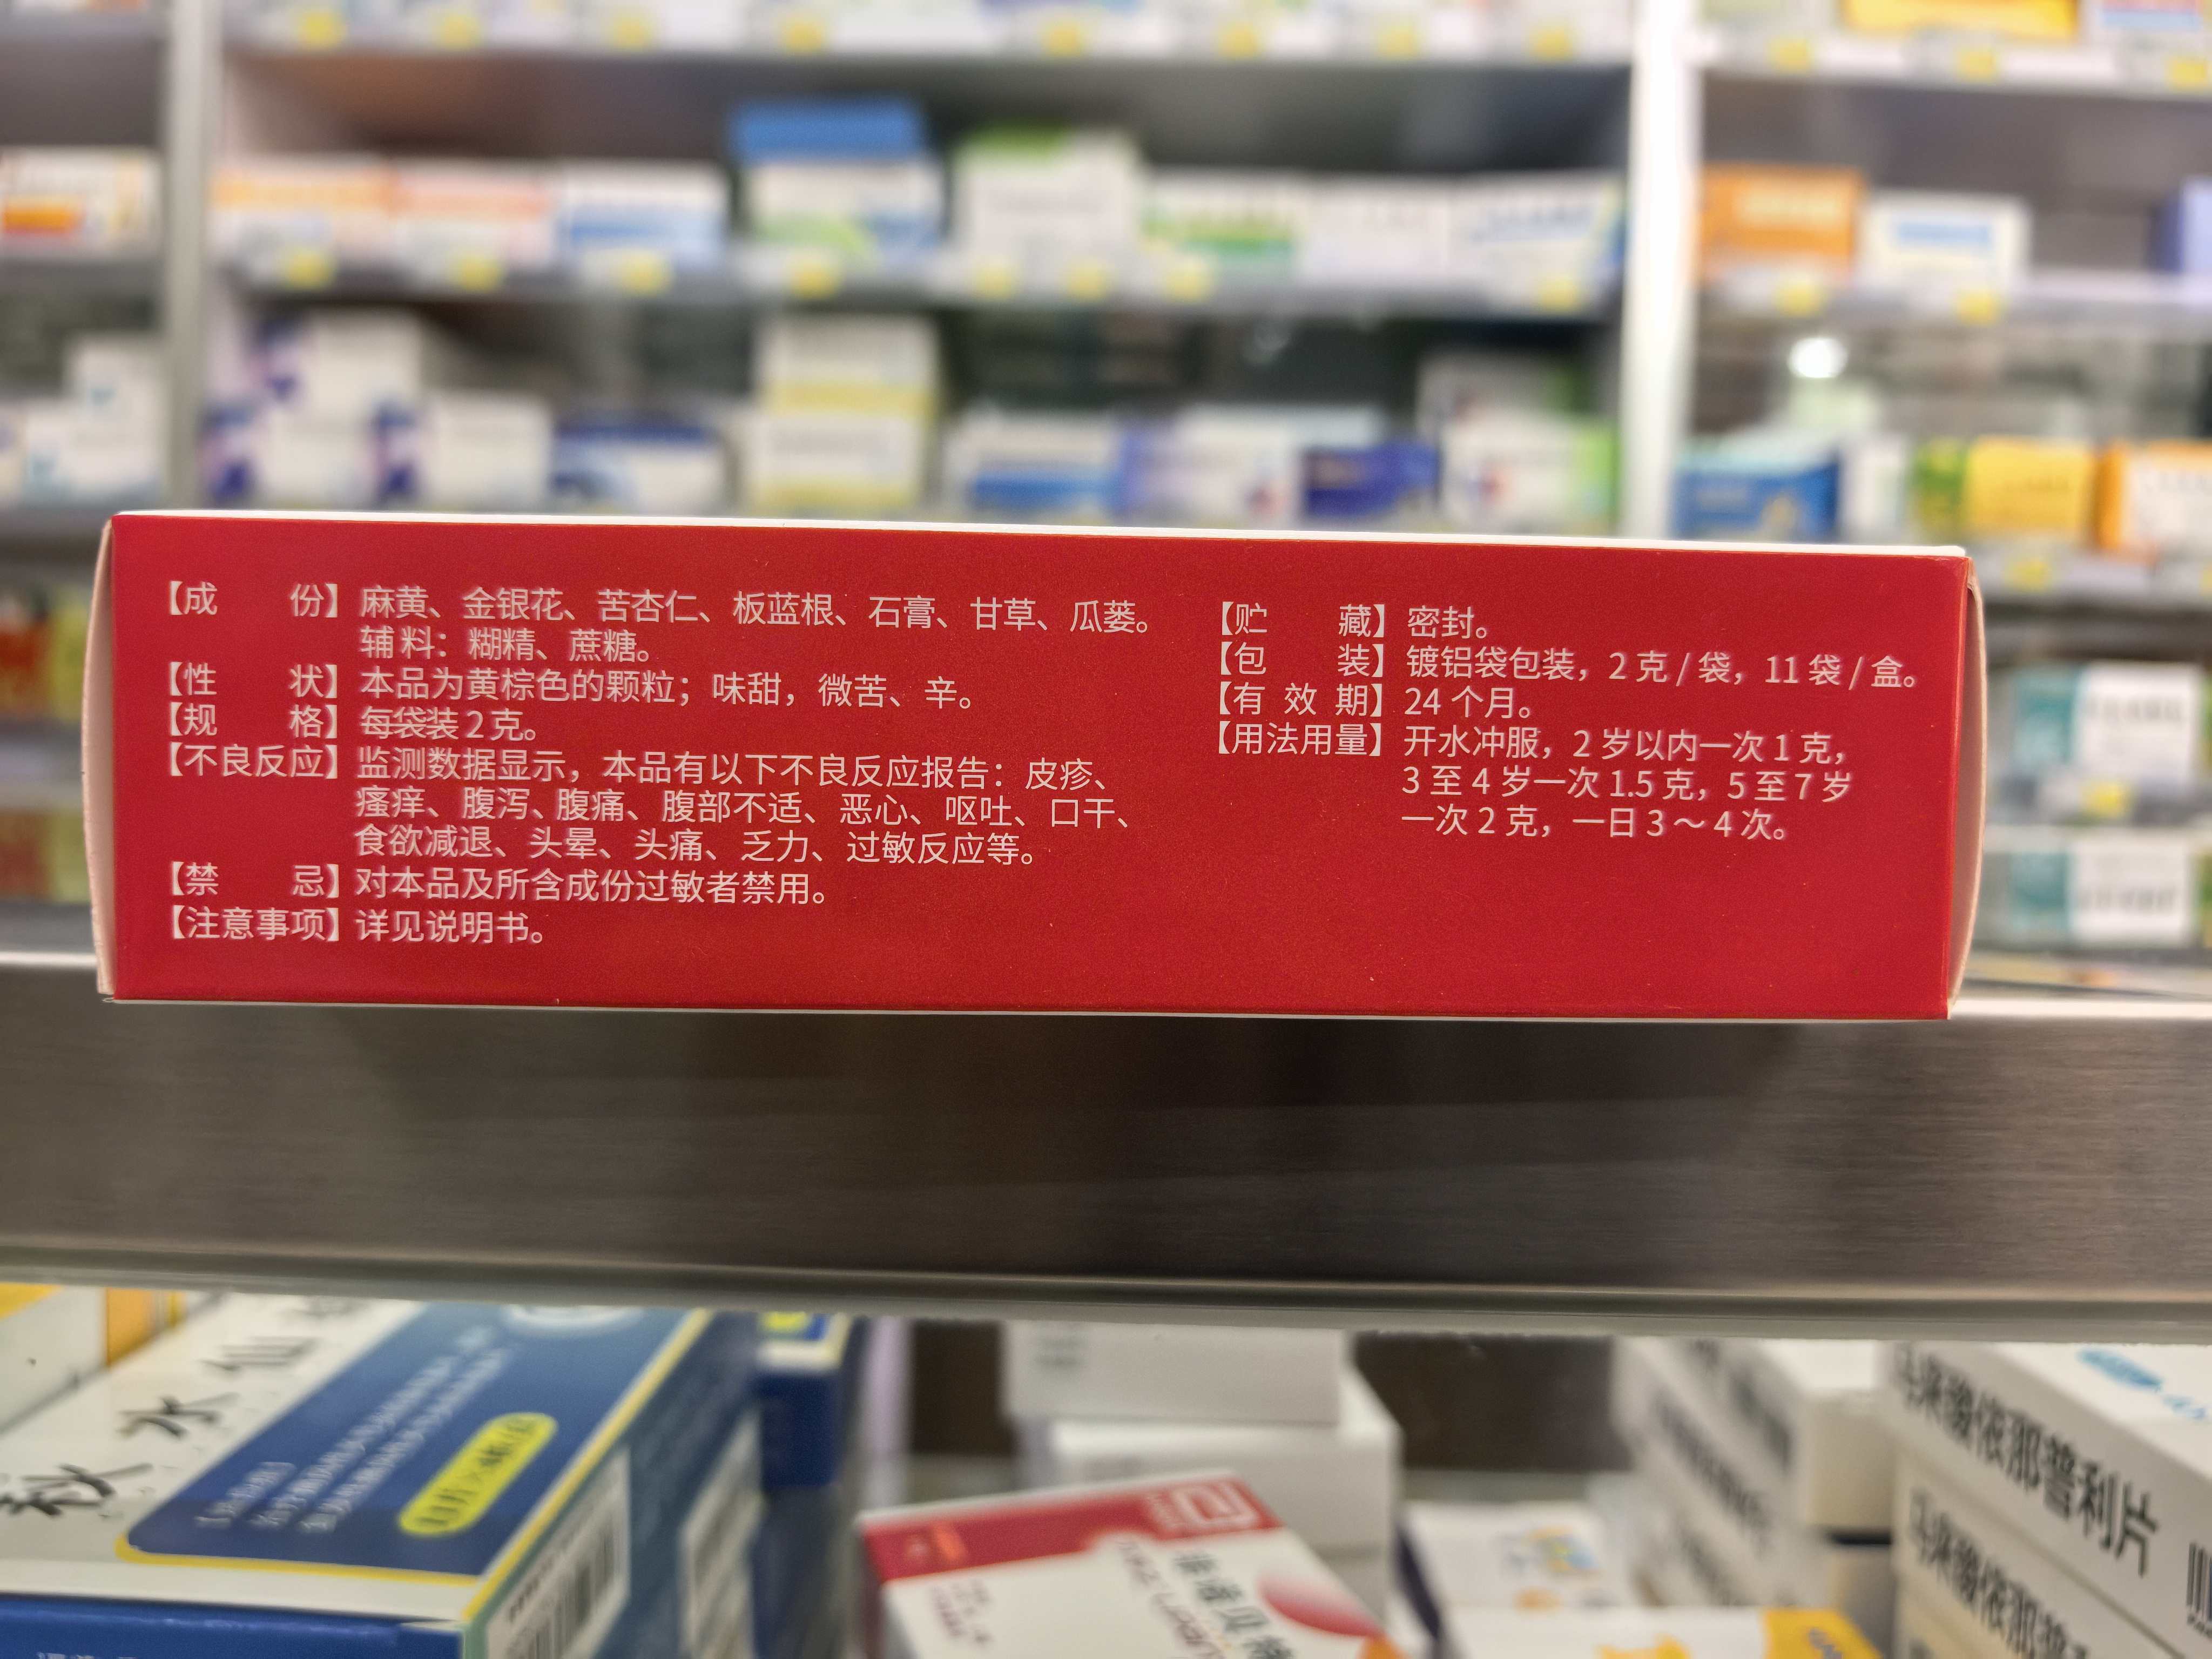 【成 份】麻黄、金银花、苦杏仁、板蓝根、石膏、甘草、瓜蒌。
辅料：糊精、蔗糖。
【性 状】本品为黄棕色的颗粒；味甜，微苦、辛。
【规 格】每袋装2克。
【不良反应】监测数据显示，本品有以下不良反应报告：皮疹、
瘙痒、腹泻、腹痛、腹部不适、恶心、呕吐、口干、
食欲减退、头晕、头痛、乏力、过敏反应等。
【禁 忌】对本品及所含成份过敏者禁用。
【注意事项】详见说明书。
【贮 藏】密封。
【包 装】镀铝袋包装，2克/袋，11袋/盒。
【有 效 期】24个月。
【用法用量】开水冲服，2岁以内一次1克，
3至4岁一次1.5克，5至7岁
一次2克，一日3～4次。
秋水仙
马来酸依那普利片
马来酸依那普